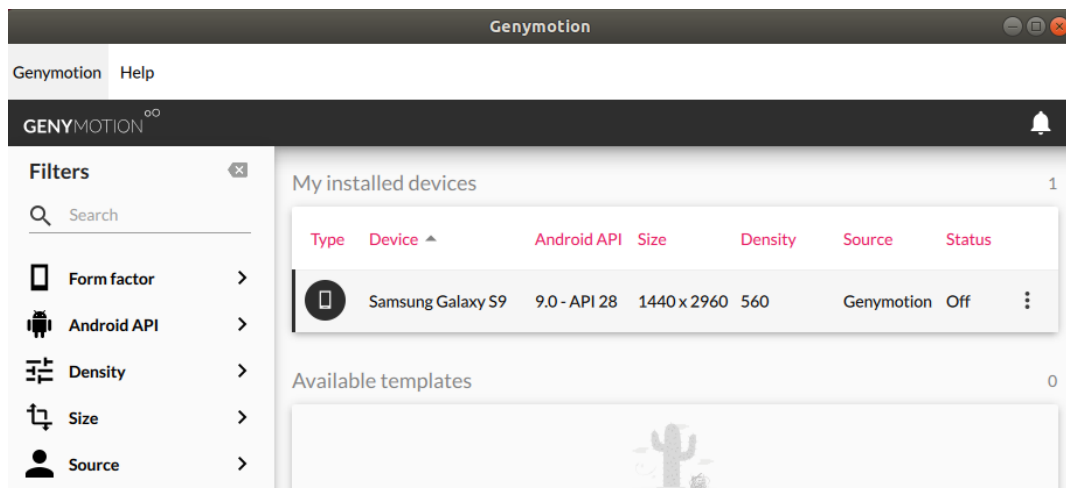 Genymotion
Genymotion Help
GENYMOTION
Filters
Search
Form factor
Android API
Density
Size
Source
My installed devices 1
Type Device Android API Size Density Source Status
Samsung Galaxy S9 9.0 - API 28 1440 x 2960 560 Genymotion Off
Available templates 0